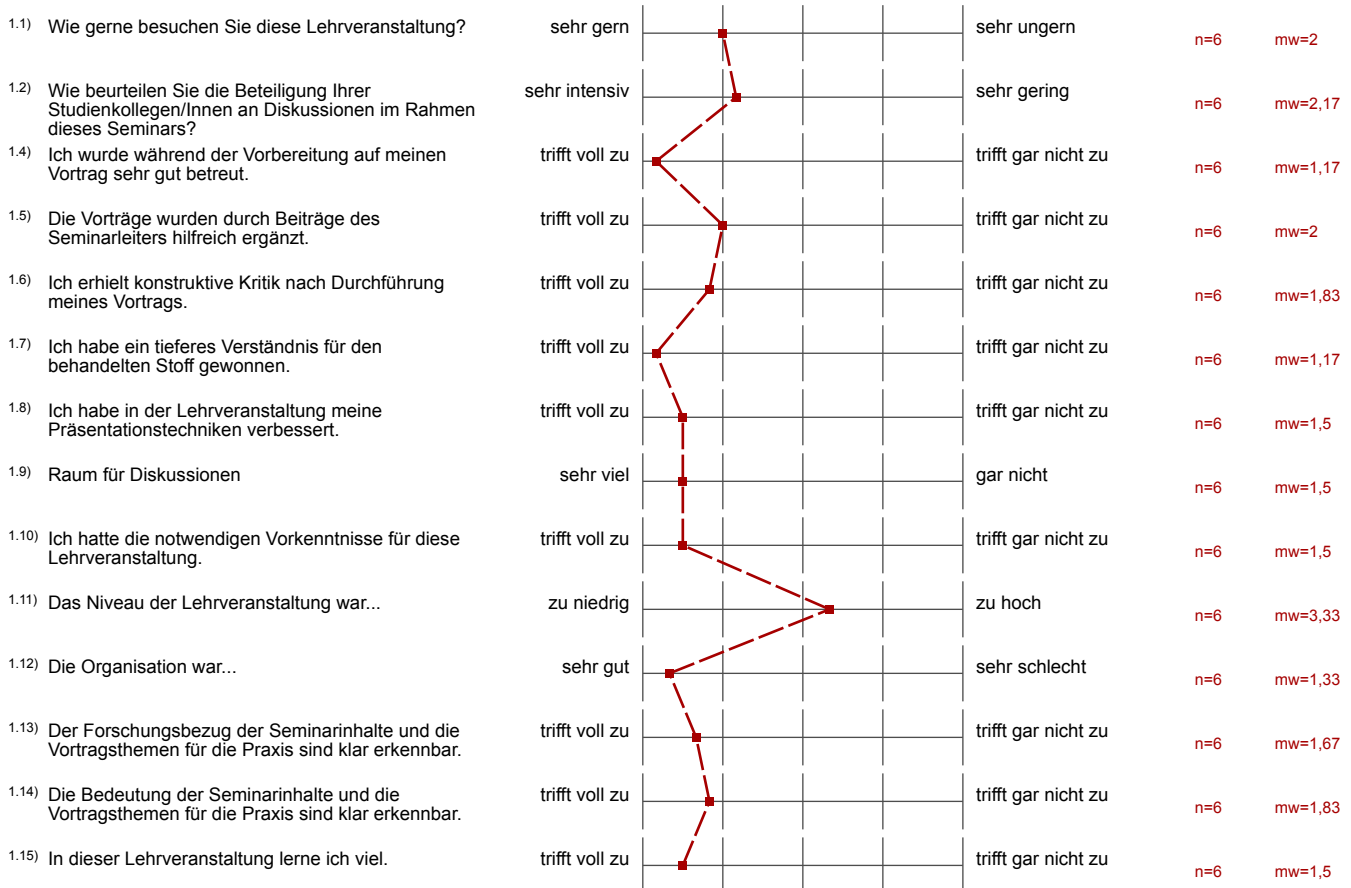 1.1) Wie gerne besuchen Sie diese Lehrveranstaltung? sehr gern sehr ungern n=6 mw=2
1.2) Wie beurteilen Sie die Beteiligung Ihrer
Studienkollegen/Innen an Diskussionen im Rahmen
dieses Seminars? sehr intensiv sehr gering n=6 mw=2,17
1.4) Ich wurde während der Vorbereitung auf meinen
Vortrag sehr gut betreut. trifft voll zu trifft gar nicht zu n=6 mw=1,17
1.5) Die Vorträge wurden durch Beiträge des
Seminarleiters hilfreich ergänzt. trifft voll zu trifft gar nicht zu n=6 mw=2
1.6) Ich erhielt konstruktive Kritik nach Durchführung
meines Vortrags. trifft voll zu trifft gar nicht zu n=6 mw=1,83
1.7) Ich habe ein tieferes Verständnis für den
behandelten Stoff gewonnen. trifft voll zu trifft gar nicht zu n=6 mw=1,17
1.8) Ich habe in der Lehrveranstaltung meine
Präsentationstechniken verbessert. trifft voll zu trifft gar nicht zu n=6 mw=1,5
1.9) Raum für Diskussionen sehr viel gar nicht n=6 mw=1,5
1.10) Ich hatte die notwendigen Vorkenntnisse für diese
Lehrveranstaltung. trifft voll zu trifft gar nicht zu n=6 mw=1,5
1.11) Das Niveau der Lehrveranstaltung war... zu niedrig zu hoch n=6 mw=3,33
1.12) Die Organisation war... sehr gut sehr schlecht n=6 mw=1,33
1.13) Der Forschungsbezug der Seminarinhalte und die
Vortragsthemen für die Praxis sind klar erkennbar. trifft voll zu trifft gar nicht zu n=6 mw=1,67
1.14) Die Bedeutung der Seminarinhalte und die
Vortragsthemen für die Praxis sind klar erkennbar. trifft voll zu trifft gar nicht zu n=6 mw=1,83
1.15) In dieser Lehrveranstaltung lerne ich viel. trifft voll zu trifft gar nicht zu n=6 mw=1,5